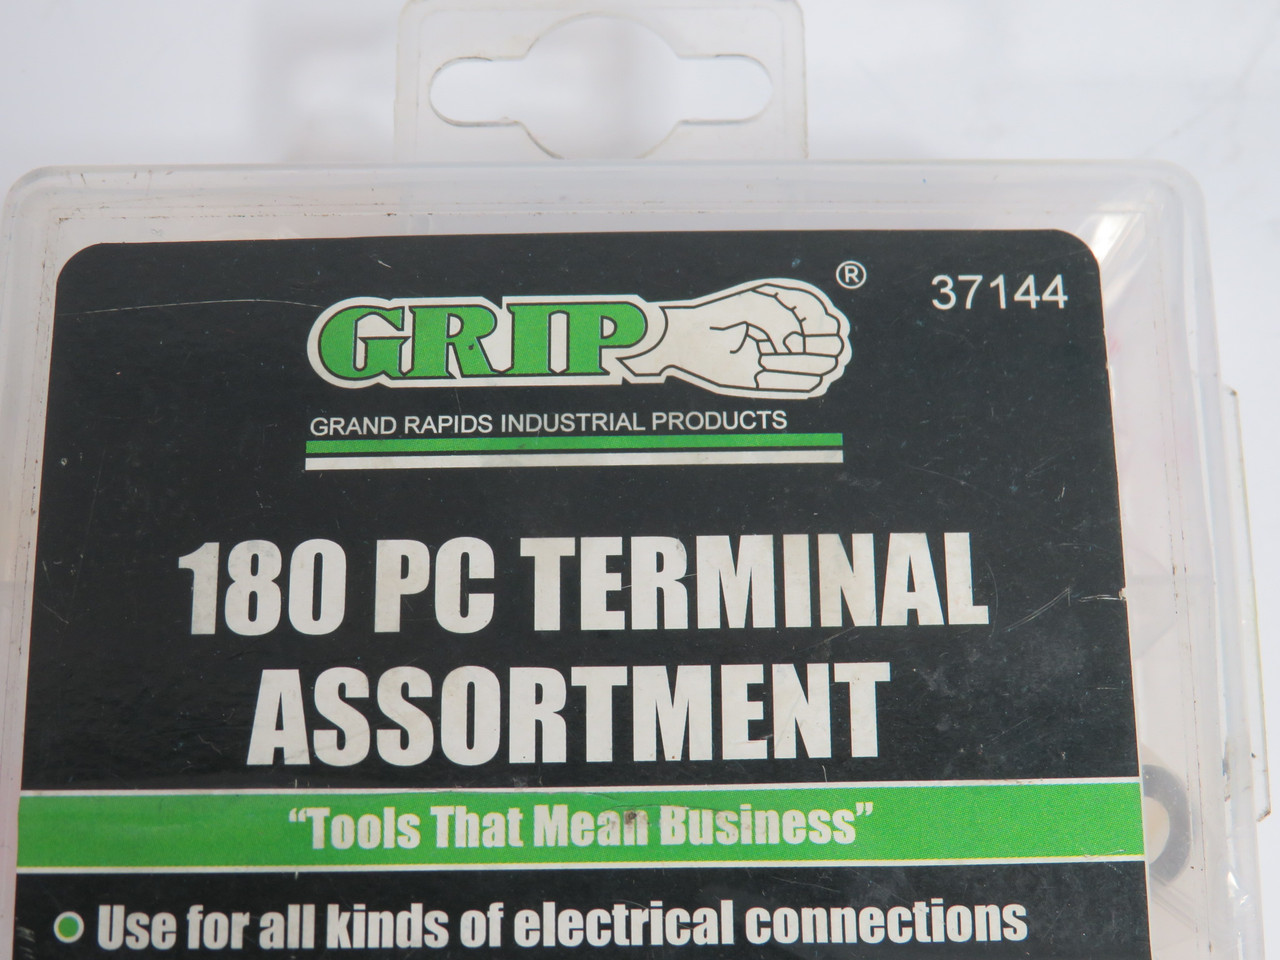 GRIP ®
37144
GRAND RAPIDS INDUSTRIAL PRODUCTS
180 PC TERMINAL
ASSORTMENT
“Tools That Mean Business”
Use for all kinds of electrical connections